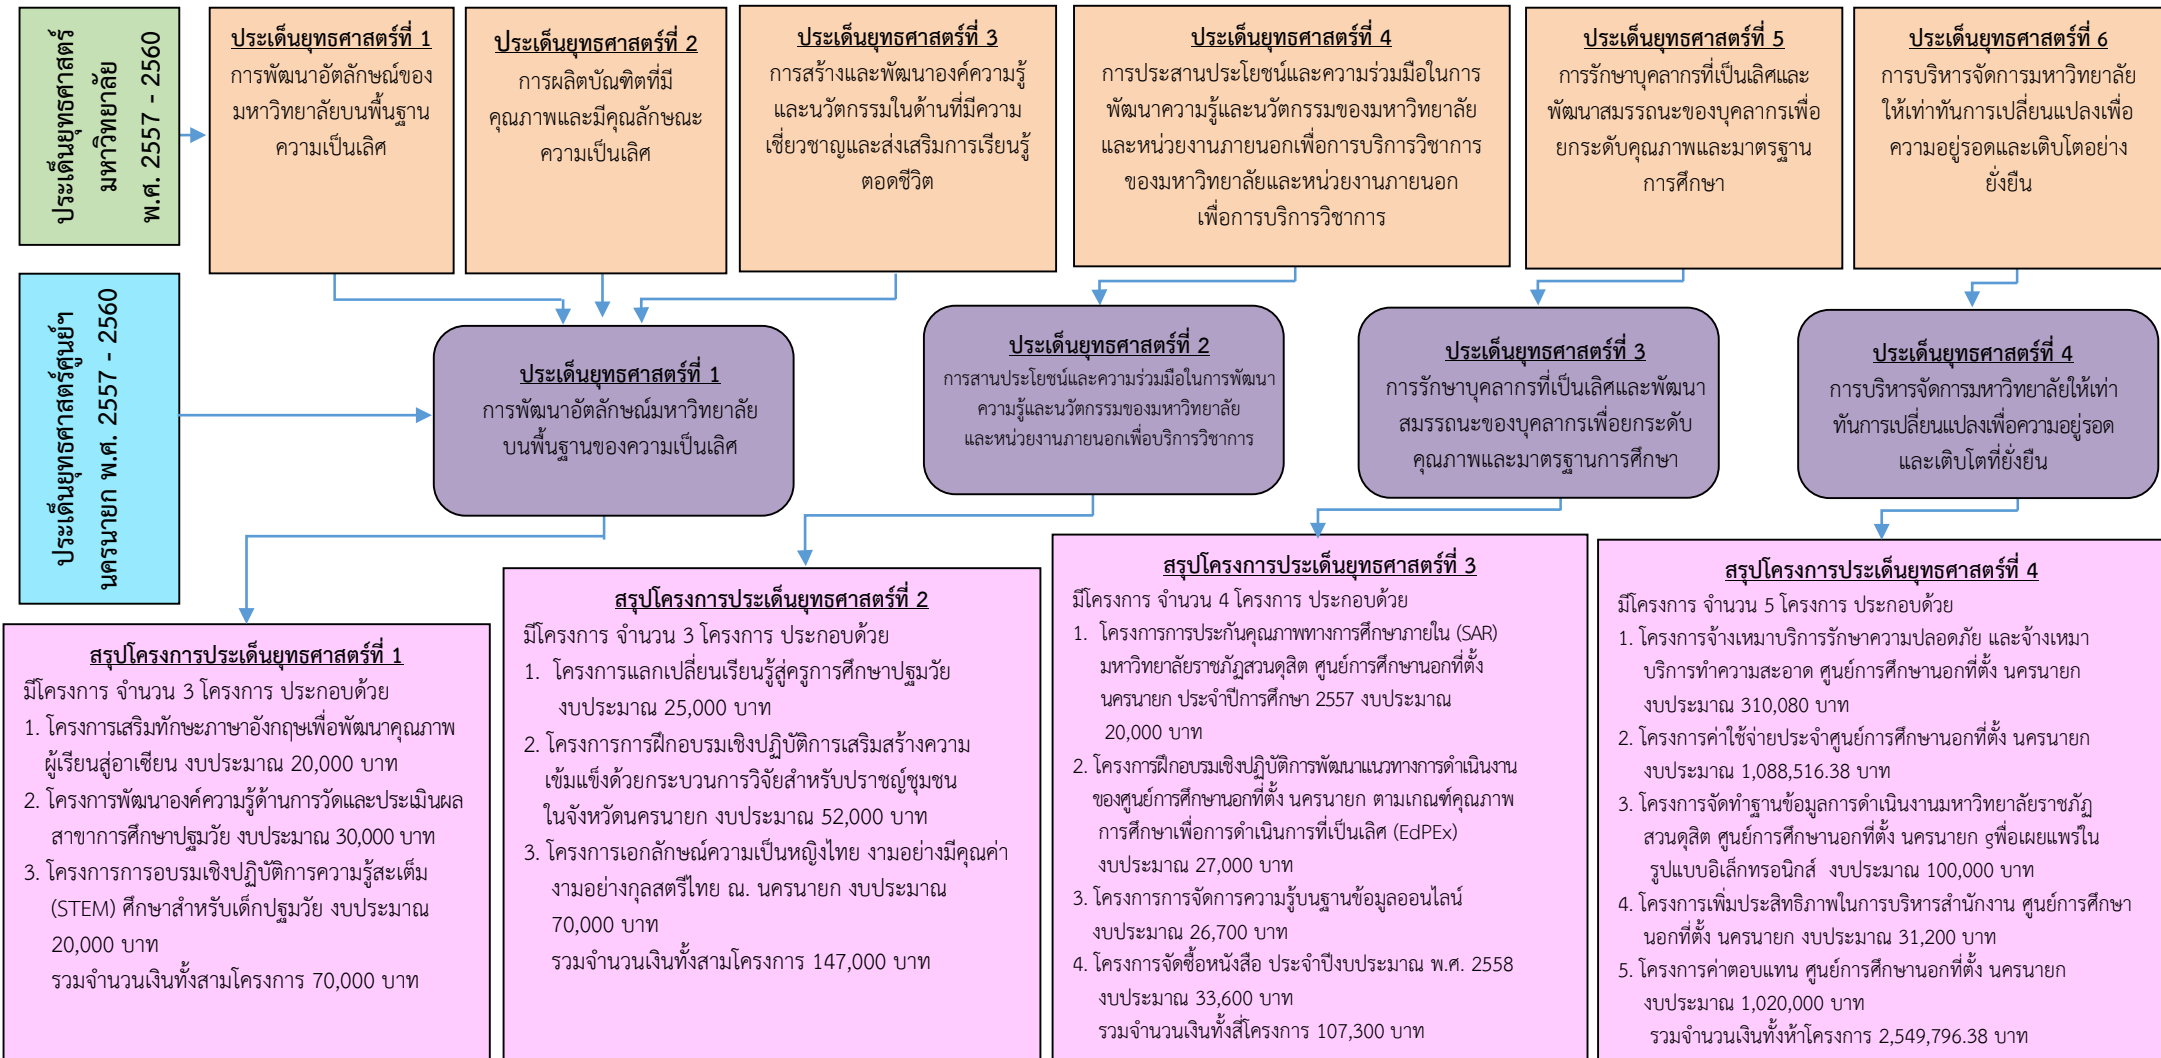 ประเด็นยุทธศาสตร์
มหาวิทยาลัย
พ.ศ. 2557 - 2560
ประเด็นยุทธศาสตร์ที่ 1
การพัฒนาอัตลักษณ์ของ
มหาวิทยาลัยบนพื้นฐาน
ความเป็นเลิศ
ประเด็นยุทธศาสตร์ที่ 2
การผลิตบัณฑิตที่มี
คุณภาพและมีคุณลักษณะ
ความเป็นเลิศ
ประเด็นยุทธศาสตร์ที่ 3
การสร้างและพัฒนาองค์ความรู้
และนวัตกรรมในด้านที่มีความ
เชี่ยวชาญและส่งเสริมการเรียนรู้
ตอดชีวิต
ประเด็นยุทธศาสตร์ที่ 4
การประสานประโยชน์และความร่วมมือในการ
พัฒนาความรู้และนวัตกรรมของมหาวิทยาลัย
และหน่วยงานภายนอกเพื่อการบริการวิชาการ
ของมหาวิทยาลัยและหน่วยงานภายนอก
เพื่อการบริการวิชาการ
ประเด็นยุทธศาสตร์ที่ 5
การรักษาบุคลากรที่เป็นเลิศและ
พัฒนาสมรรถนะของบุคลากรเพื่อ
ยกระดับคุณภาพและมาตรฐาน
การศึกษา
ประเด็นยุทธศาสตร์ที่ 6
การบริหารจัดการมหาวิทยาลัย
ให้เท่าทันการเปลี่ยนแปลงเพื่อ
ความอยู่รอดและเติบโตอย่าง
ยั่งยืน
ประเด็นยุทธศาสตร์ศูนย์ฯ
นครนายก พ.ศ. 2557 - 2560
ประเด็นยุทธศาสตร์ที่ 1
การพัฒนาอัตลักษณ์มหาวิทยาลัย
บนพื้นฐานของความเป็นเลิศ
ประเด็นยุทธศาสตร์ที่ 2
การสานประโยชน์และความร่วมมือในการพัฒนา
ความรู้และนวัตกรรมของมหาวิทยาลัย
และหน่วยงานภายนอกเพื่อบริการวิชาการ
ประเด็นยุทธศาสตร์ที่ 3
การรักษาบุคลากรที่เป็นเลิศและพัฒนา
สมรรถนะของบุคลากรเพื่อยกระดับ
คุณภาพและมาตรฐานการศึกษา
ประเด็นยุทธศาสตร์ที่ 4
การบริหารจัดการมหาวิทยาลัยให้เท่า
ทันการเปลี่ยนแปลงเพื่อความอยู่รอด
และเติบโตที่ยั่งยืน
สรุปโครงการประเด็นยุทธศาสตร์ที่ 1
มีโครงการ จำนวน 3 โครงการ ประกอบด้วย
1. โครงการเสริมทักษะภาษาอังกฤษเพื่อพัฒนาคุณภาพ
ผู้เรียนสู่อาเซียน งบประมาณ 20,000 บาท
2. โครงการพัฒนาองค์ความรู้ด้านการวัดและประเมินผล
สาขาการศึกษาปฐมวัย งบประมาณ 30,000 บาท
3. โครงการการอบรมเชิงปฏิบัติการความรู้สะเต็ม
(STEM) ศึกษาสำหรับเด็กปฐมวัย งบประมาณ
20,000 บาท
รวมจำนวนเงินทั้งสามโครงการ 70,000 บาท
สรุปโครงการประเด็นยุทธศาสตร์ที่ 2
มีโครงการ จำนวน 3 โครงการ ประกอบด้วย
1. โครงการแลกเปลี่ยนเรียนรู้สู่ครูการศึกษาปฐมวัย
งบประมาณ 25,000 บาท
2. โครงการการฝึกอบรมเชิงปฏิบัติการเสริมสร้างความ
เข้มแข็งด้วยกระบวนการวิจัยสำหรับปราชญ์ชุมชน
ในจังหวัดนครนายก งบประมาณ 52,000 บาท
3. โครงการเอกลักษณ์ความเป็นหญิงไทย งามอย่างมีคุณค่า
งามอย่างกุลสตรีไทย ณ. นครนายก งบประมาณ
70,000 บาท
รวมจำนวนเงินทั้งสามโครงการ 147,000 บาท
สรุปโครงการประเด็นยุทธศาสตร์ที่ 3
มีโครงการ จำนวน 4 โครงการ ประกอบด้วย
1. โครงการการประกันคุณภาพทางการศึกษาภายใน (SAR)
มหาวิทยาลัยราชภัฏสวนดุสิต ศูนย์การศึกษานอกที่ตั้ง
นครนายก ประจำปีการศึกษา 2557 งบประมาณ
20,000 บาท
2. โครงการฝึกอบรมเชิงปฏิบัติการพัฒนาแนวทางการดำเนินงาน
ของศูนย์การศึกษานอกที่ตั้ง นครนายก ตามเกณฑ์คุณภาพ
การศึกษาเพื่อการดำเนินการที่เป็นเลิศ (EdPEx)
งบประมาณ 27,000 บาท
3. โครงการการจัดการความรู้บนฐานข้อมูลออนไลน์
งบประมาณ 26,700 บาท
4. โครงการจัดซื้อหนังสือ ประจำปีงบประมาณ พ.ศ. 2558
งบประมาณ 33,600 บาท
รวมจำนวนเงินทั้งสี่โครงการ 107,300 บาท
สรุปโครงการประเด็นยุทธศาสตร์ที่ 4
มีโครงการ จำนวน 5 โครงการ ประกอบด้วย
1. โครงการจ้างเหมาบริการรักษาความปลอดภัย และจ้างเหมา
บริการทำความสะอาด ศูนย์การศึกษานอกที่ตั้ง นครนายก
งบประมาณ 310,080 บาท
2. โครงการค่าใช้จ่ายประจำศูนย์การศึกษานอกที่ตั้ง นครนายก
งบประมาณ 1,088,516.38 บาท
3. โครงการจัดทำฐานข้อมูลการดำเนินงานมหาวิทยาลัยราชภัฏ
สวนดุสิต ศูนย์การศึกษานอกที่ตั้ง นครนายก gพื่อเผยแพร่ใน
รูปแบบอิเล็กทรอนิกส์ งบประมาณ 100,000 บาท
4. โครงการเพิ่มประสิทธิภาพในการบริหารสำนักงาน ศูนย์การศึกษา
นอกที่ตั้ง นครนายก งบประมาณ 31,200 บาท
5. โครงการค่าตอบแทน ศูนย์การศึกษานอกที่ตั้ง นครนายก
งบประมาณ 1,020,000 บาท
รวมจำนวนเงินทั้งห้าโครงการ 2,549,796.38 บาท